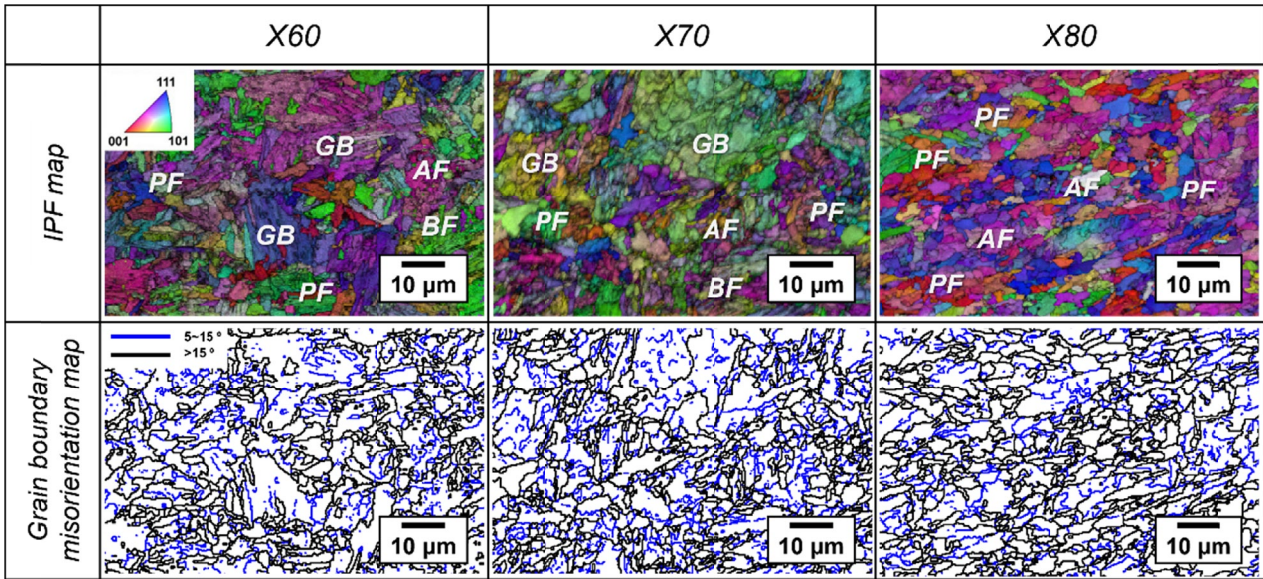 X60
X70
X80
IPF map
111
001
101
GB
AF
PF
GB
BF
PF
10 μm
GB
GB
PF
PF
AF
BF
10 μm
PF
PF
AF
PF
AF
PF
10 μm
Grain boundary
misorientation map
5–15 °
>15 °
10 μm
10 μm
10 μm